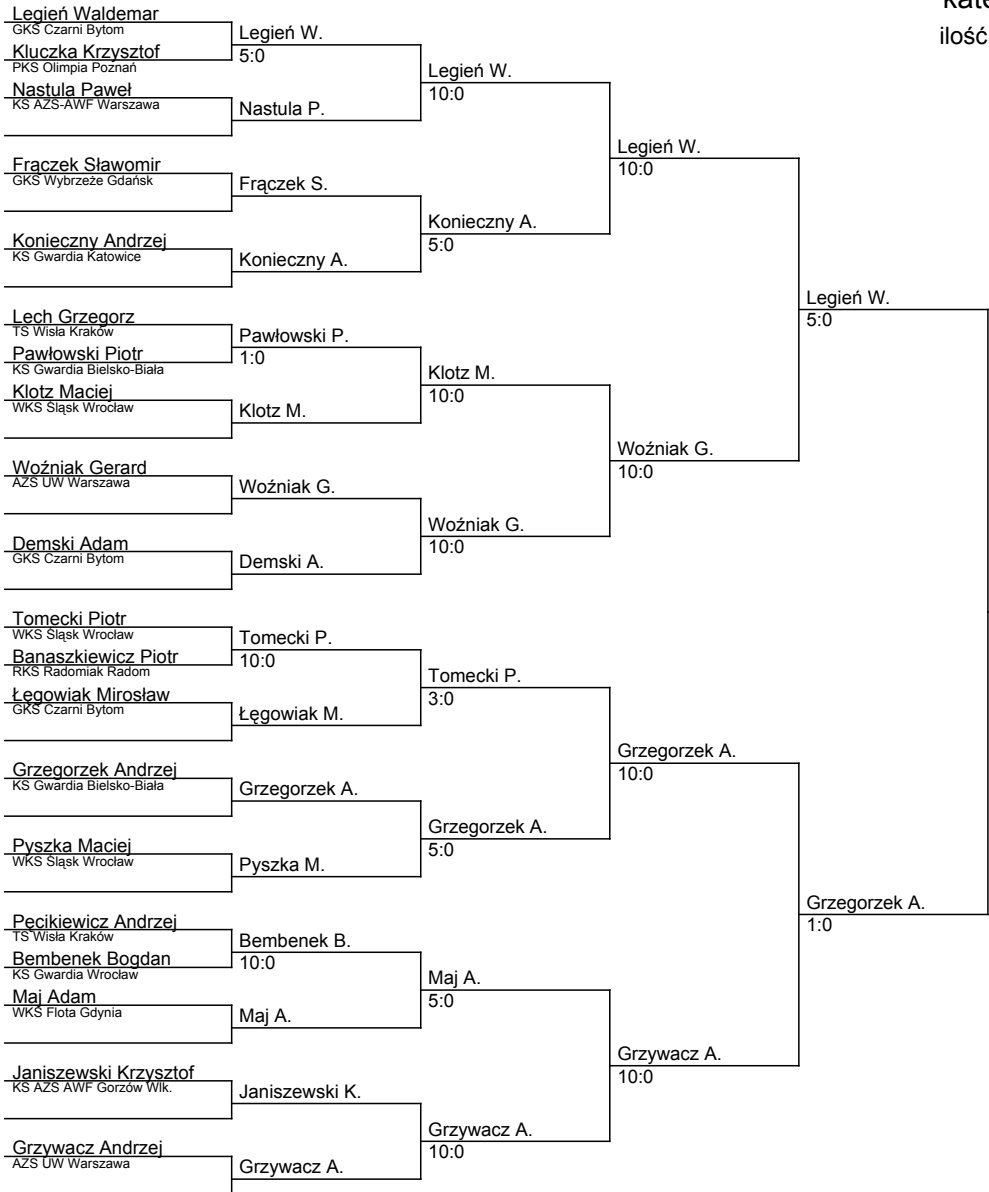 kate
ilość
Legień Waldemar
GKS Czarni Bytom
Legień W.
Kluczka Krzysztof
5:0
PKS Olimpia Poznań
Legień W.
Nastula Paweł
10:0
KS AZS-AWF Warszawa
Nastula P.
Legień W.
Frączek Sławomir
10:0
GKS Wybrzeże Gdańsk
Frączek S.
Konieczny A.
Konieczny Andrzej
5:0
KS Gwardia Katowice
Konieczny A.
Legień W.
Lech Grzegorz
5:0
TS Wisła Kraków
Pawłowski P.
Pawłowski Piotr
1:0
KS Gwardia Bielsko-Biała
Klotz M.
Klotz Maciej
10:0
WKS Śląsk Wrocław
Klotz M.
Woźniak G.
Woźniak Gerard
10:0
AZS UW Warszawa
Woźniak G.
Woźniak G.
Demski Adam
10:0
GKS Czarni Bytom
Demski A.
Tomecki Piotr
WKS Śląsk Wrocław
Tomecki P.
Banaszkiewicz Piotr
10:0
RKS Radomiak Radom
Tomecki P.
Łęgowiak Mirosław
3:0
GKS Czarni Bytom
Łęgowiak M.
Grzegorzek A.
Grzegorzek Andrzej
10:0
KS Gwardia Bielsko-Biała
Grzegorzek A.
Grzegorzek A.
Pyszka Maciej
5:0
WKS Śląsk Wrocław
Pyszka M.
Grzegorzek A.
Pęcikiewicz Andrzej
1:0
TS Wisła Kraków
Bembenek B.
Bembenek Bogdan
10:0
KS Gwardia Wrocław
Maj A.
Maj Adam
5:0
WKS Flota Gdynia
Maj A.
Grzywacz A.
Janiszewski Krzysztof
10:0
KS AZS AWF Gorzów Wlk.
Janiszewski K.
Grzywacz A.
Grzywacz Andrzej
10:0
AZS UW Warszawa
Grzywacz A.